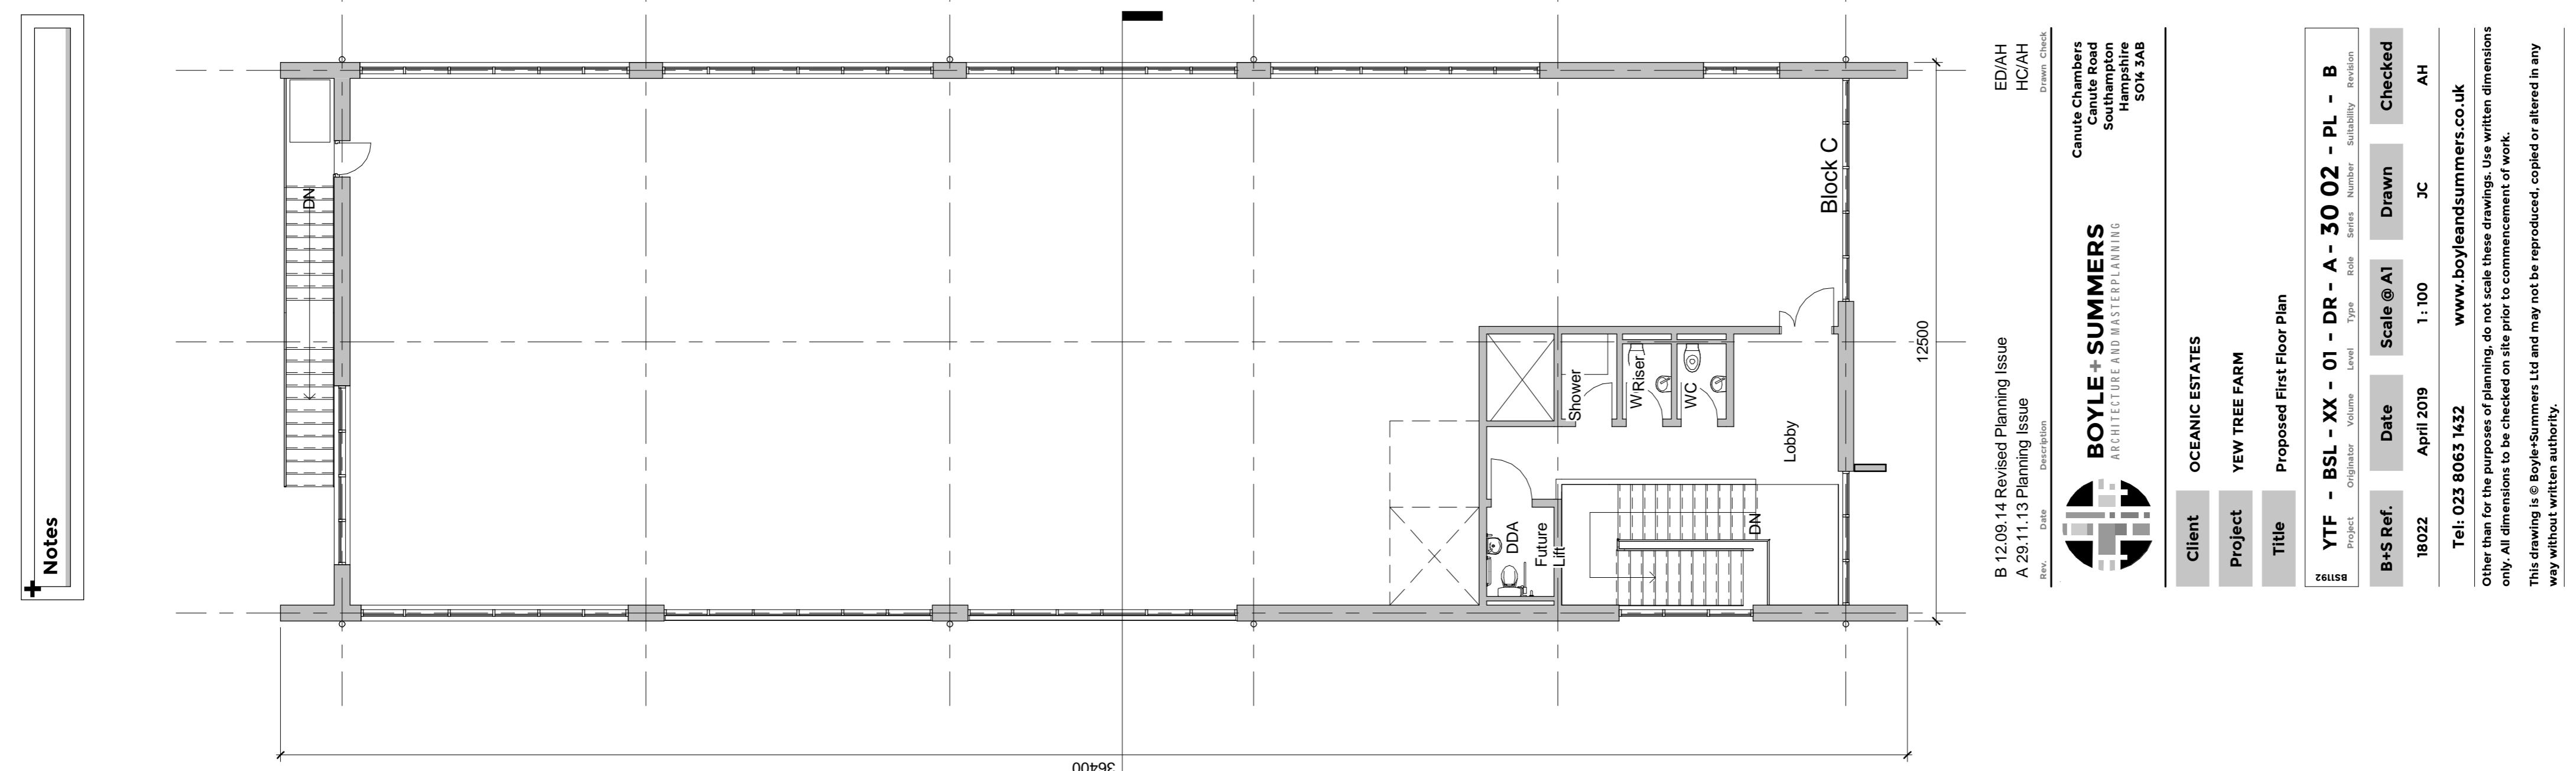 Notes
DN
Block C
Shower
W
Riser
WC
Lobby
DDA
Future
Lift
DN
12500
36400
B 12.09.14 Revised Planning Issue ED/AH
A 29.11.13 Planning Issue HC/AH
Rev. Date Description Drawn Check
Canute Chambers
Canute Road
Southampton
Hampshire
SO14 3AB
BOYLE+SUMMERS
ARCHITECTURE AND MASTERPLANNING
Client OCEANIC ESTATES
Project YEW TREE FARM
Title Proposed First Floor Plan
YTF - BSL - XX - 01 - DR - A - 30 02 - PL - B
Project Originator Volume Level Type Role Series Number Suitability Revision
BS1192
B+S Ref. Date Scale @ A1 Drawn Checked
18022 April 2019 1 : 100 JC AH
Tel: 023 8063 1432 www.boyleandsummers.co.uk
Other than for the purposes of planning, do not scale these drawings. Use written dimensions
only. All dimensions to be checked on site prior to commencement of work.
This drawing is © Boyle+Summers Ltd and may not be reproduced, copied or altered in any
way without written authority.